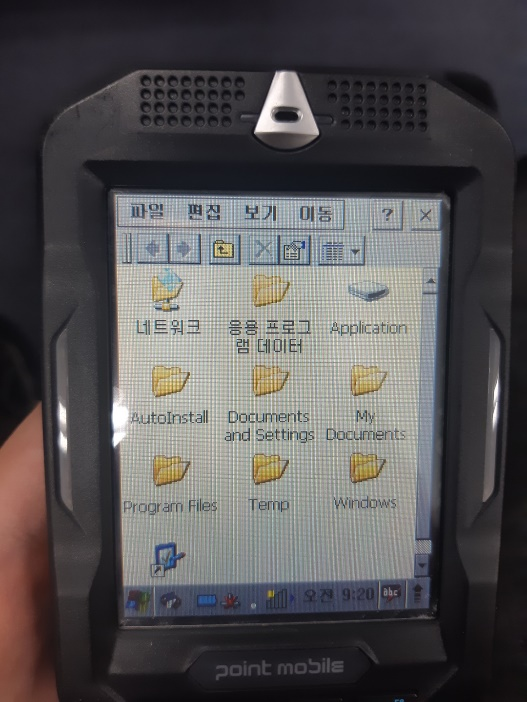 파일 편집 보기 이동 ? ×
네트워크
응용 프로그램 데이터
Application
AutoInstall
Documents and Settings
My Documents
Program Files
Temp
Windows
오전 9:20 abc
point mobile